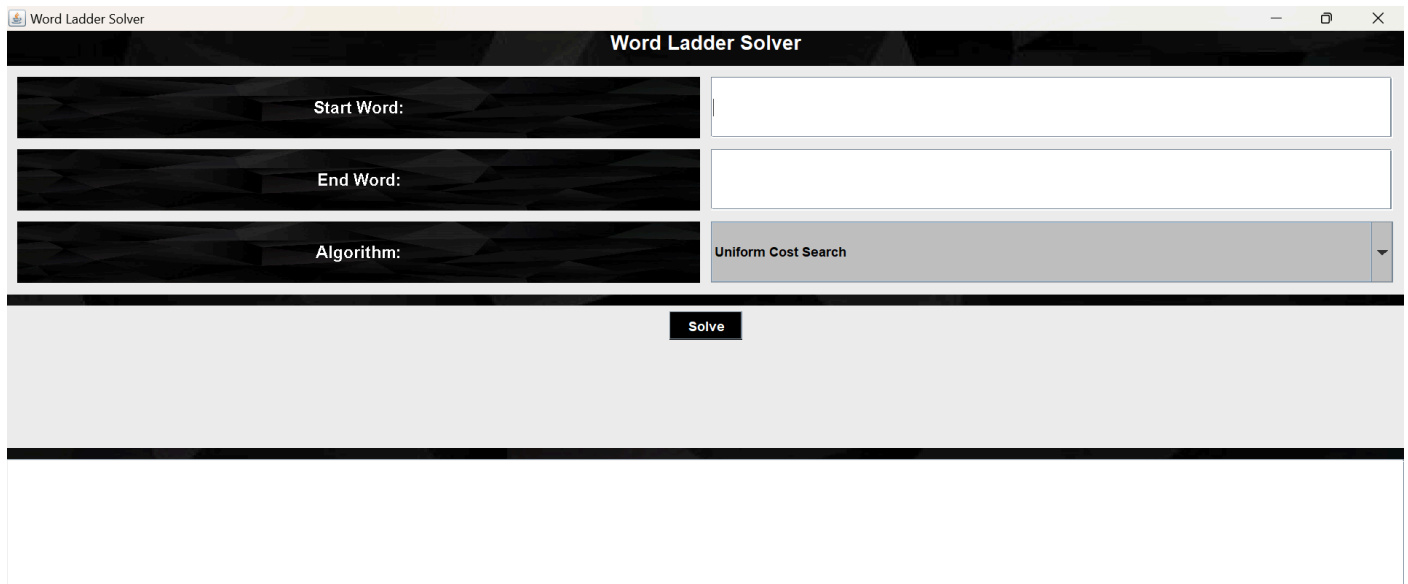 Word Ladder Solver
Word Ladder Solver
Start Word:
End Word:
Algorithm:
Uniform Cost Search
Solve